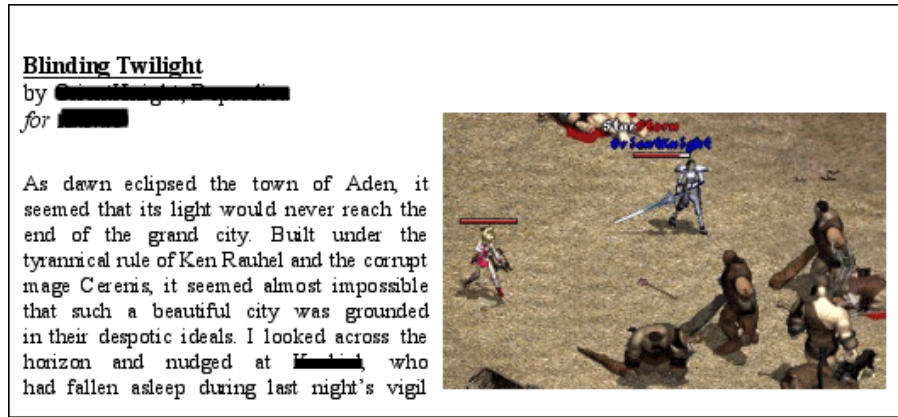 Blinding Twilight
by
for
As dawn eclipsed the town of Aden, it
seemed that its light would never reach the
end of the grand city. Built under the
tyrannical rule of Ken Rauhel and the corrupt
mage Cerenis, it seemed almost impossible
that such a beautiful city was grounded
in their despotic ideals. I looked across the
horizon and nudged at , who
had fallen asleep during last night's vigil
StarStorm
OrientKnight